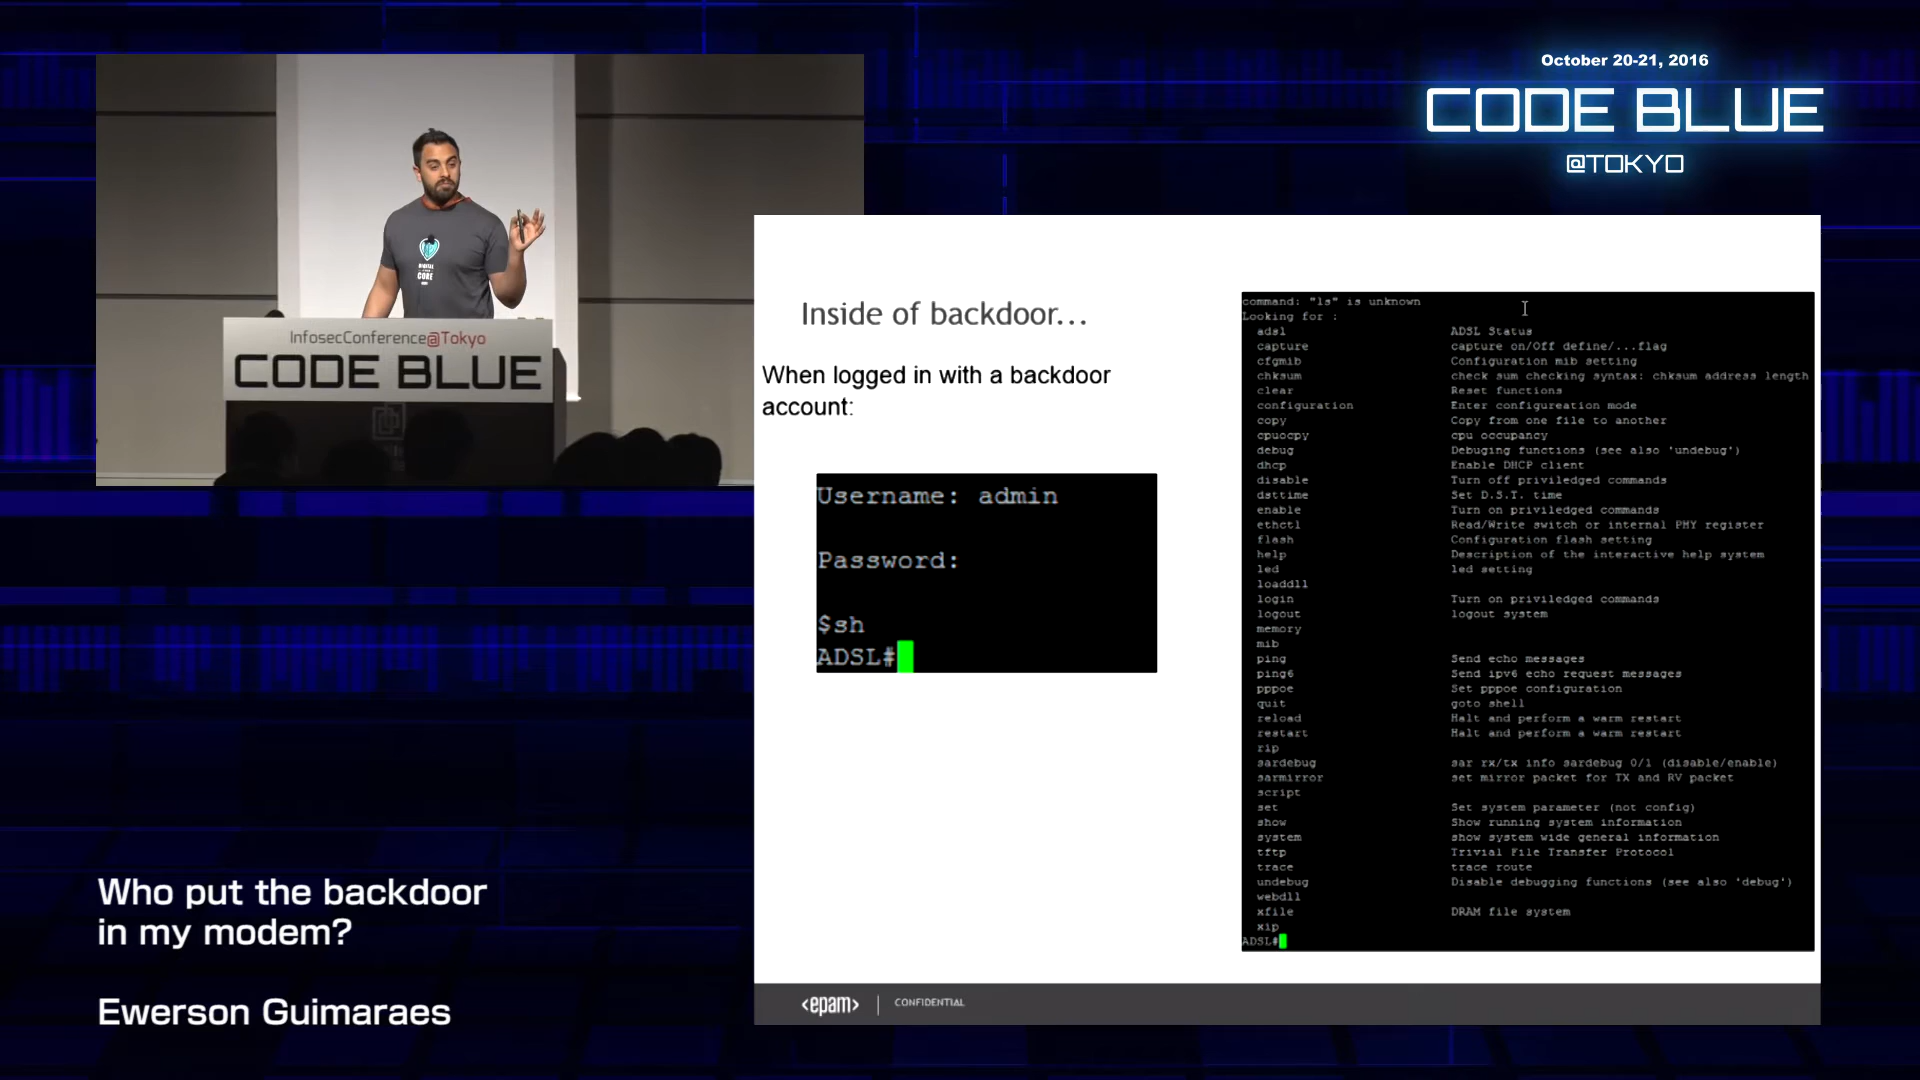 October 20-21, 2016
CODE BLUE
@TOKYO
InfosecConference@Tokyo
CODE BLUE
DIGITAL
CORE
Inside of backdoor...
When logged in with a backdoor
account:
Username: admin
Password:
$sh
ADSL#
command: "ls" is unknown
Looking for :
adsl ADSL Status
capture capture on/Off define/...flag
cfgmib Configuration mib setting
chksum check sum checking syntax: chksum address length
clear Reset functions
configuration Enter configureation mode
copy Copy from one file to another
cpuocpy cpu occupancy
debug Debuging functions (see also 'undebug')
dhcp Enable DHCP client
disable Turn off priviledged commands
dsttime Set D.S.T. time
enable Turn on priviledged commands
ethctl Read/Write switch or internal PHY register
flash Configuration flash setting
help Description of the interactive help system
led led setting
loaddll
login Turn on priviledged commands
logout logout system
memory
mib
ping Send echo messages
ping6 Send ipv6 echo request messages
pppoe Set pppoe configuration
quit goto shell
reload Halt and perform a warm restart
restart Halt and perform a warm restart
rip
sardebug sar rx/tx info sardebug 0/1 (disable/enable)
sarmirror set mirror packet for TX and RV packet
script
set Set system parameter (not config)
show Show running system information
system show system wide general information
tftp Trivial File Transfer Protocol
trace trace route
undebug Disable debugging functions (see also 'debug')
webdll
xfile DRAM file system
xip
ADSL#
<epam> | CONFIDENTIAL
Who put the backdoor
in my modem?
Ewerson Guimaraes